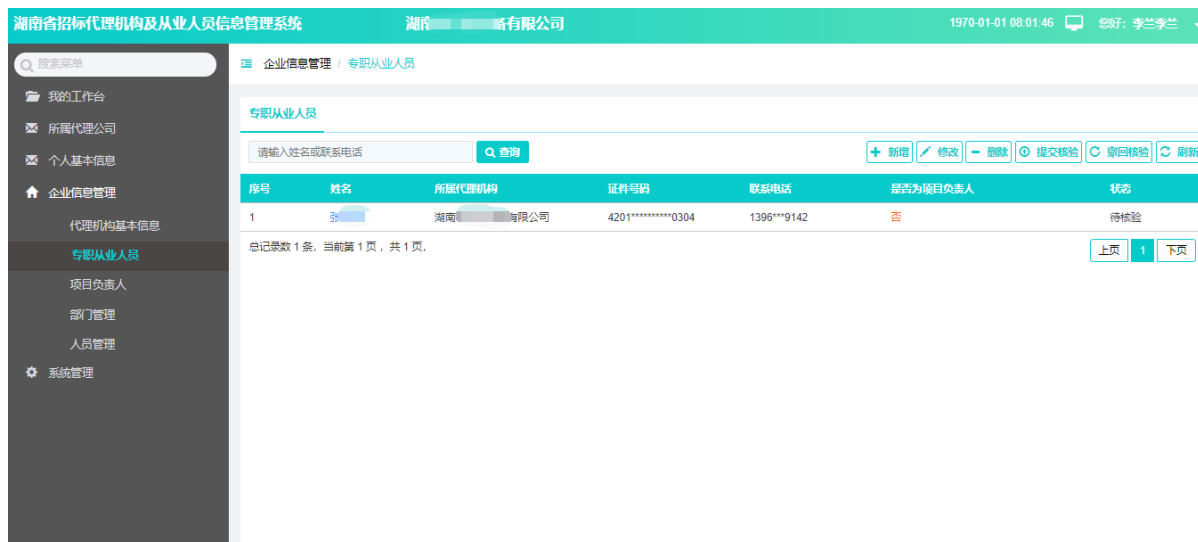 湖南省招标代理机构及从业人员信息管理系统 湖南 有限公司 1970-01-01 08:01:46 您好：李兰李兰
搜素菜单
企业信息管理 / 专职从业人员
我的工作台
所属代理公司
个人基本信息
企业信息管理
代理机构基本信息
专职从业人员
项目负责人
部门管理
人员管理
系统管理
专职从业人员
请输入姓名或联系电话 查询 新增 修改 删除 提交核验 撤回核验 刷新
序号 姓名 所属代理机构 证件号码 联系电话 是否为项目负责人 状态
1 张 湖南 有限公司 4201**********0304 1396***9142 否 待核验
总记录数 1 条, 当前第 1 页 , 共 1 页,
上页 1 下页